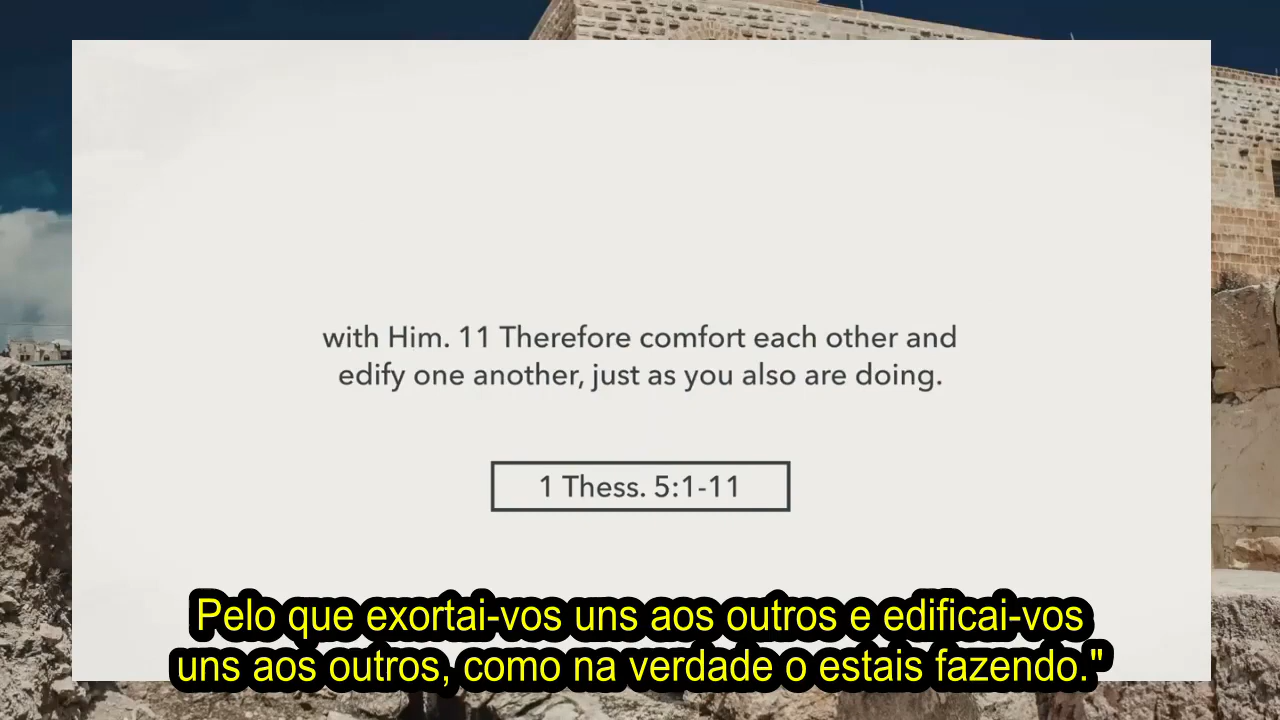 with Him. 11 Therefore comfort each other and
edify one another, just as you also are doing.
1 Thess. 5:1-11
Pelo que exortai-vos uns aos outros e edificai-vos
uns aos outros, como na verdade o estais fazendo."